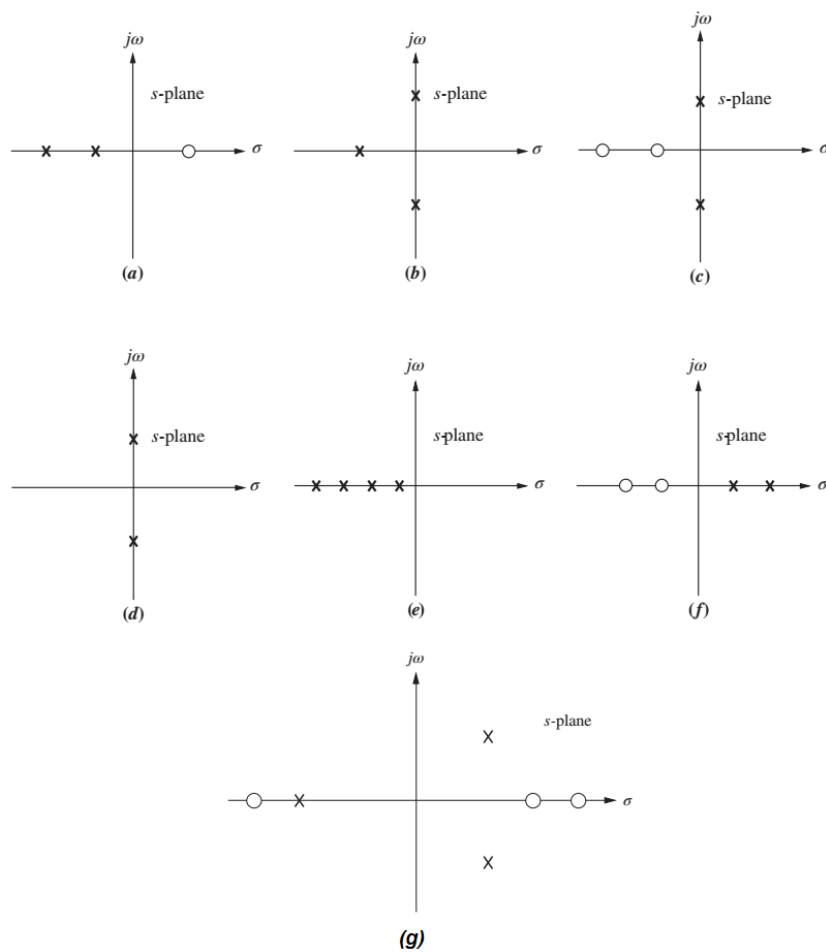 jω
s-plane
σ
(a)
jω
s-plane
σ
(b)
jω
s-plane
σ
(c)
jω
s-plane
σ
(d)
jω
s-plane
σ
(e)
jω
s-plane
σ
(f)
jω
s-plane
σ
(g)